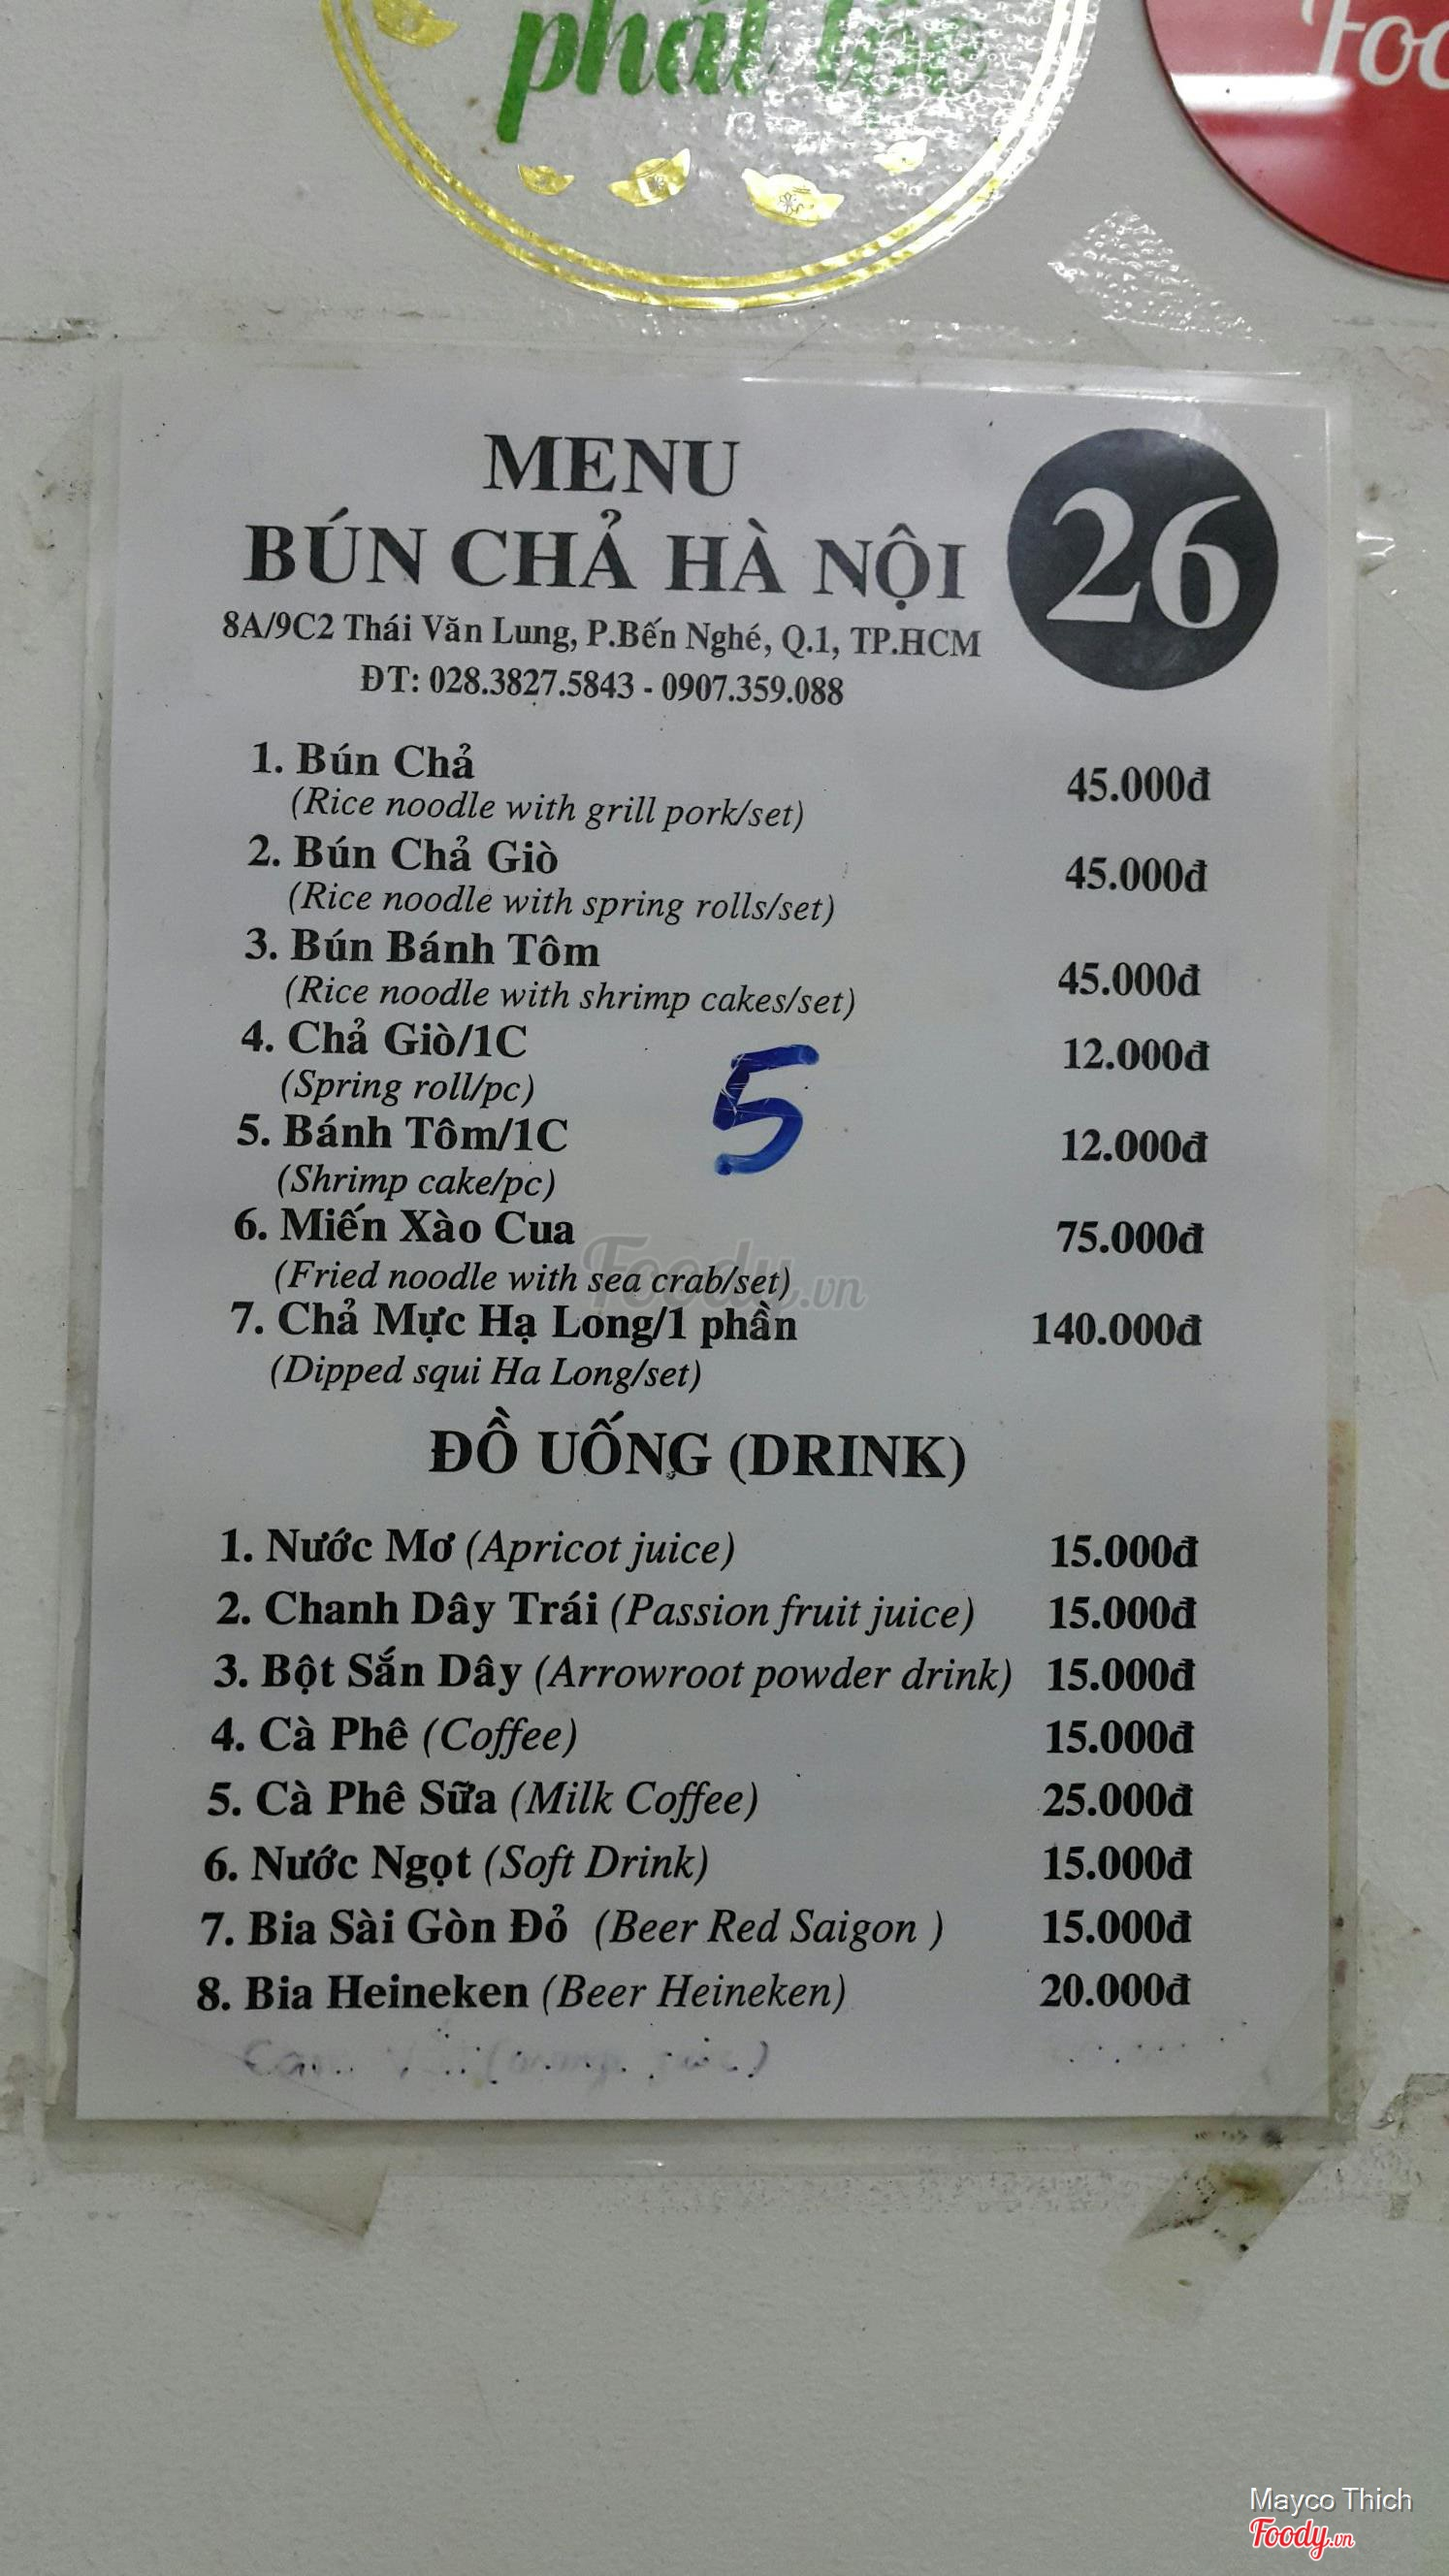 phát lộc
Foo
MENU
BÚN CHẢ HÀ NỘI
26
8A/9C2 Thái Văn Lung, P.Bến Nghé, Q.1, TP.HCM
ĐT: 028.3827.5843 - 0907.359.088
1. Bún Chả 45.000đ
(Rice noodle with grill pork/set)
2. Bún Chả Giò 45.000đ
(Rice noodle with spring rolls/set)
3. Bún Bánh Tôm 45.000đ
(Rice noodle with shrimp cakes/set)
4. Chả Giò/1C 12.000đ
(Spring roll/pc)
5
5. Bánh Tôm/1C 12.000đ
(Shrimp cake/pc)
6. Miến Xào Cua 75.000đ
(Fried noodle with sea crab/set)
Foody.vn
7. Chả Mực Hạ Long/1 phần 140.000đ
(Dipped squi Ha Long/set)
ĐỒ UỐNG (DRINK)
1. Nước Mơ (Apricot juice) 15.000đ
2. Chanh Dây Trái (Passion fruit juice) 15.000đ
3. Bột Sắn Dây (Arrowroot powder drink) 15.000đ
4. Cà Phê (Coffee) 15.000đ
5. Cà Phê Sữa (Milk Coffee) 25.000đ
6. Nước Ngọt (Soft Drink) 15.000đ
7. Bia Sài Gòn Đỏ (Beer Red Saigon ) 15.000đ
8. Bia Heineken (Beer Heineken) 20.000đ
Mayco Thich
Foody.vn